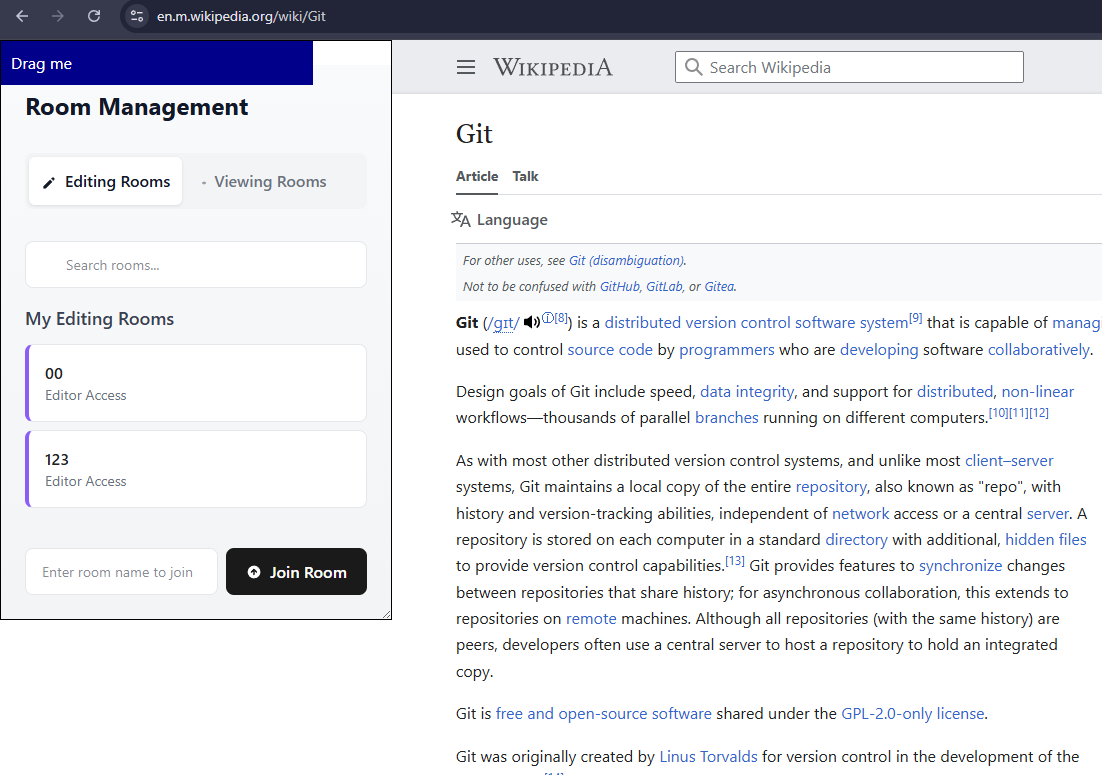 en.m.wikipedia.org/wiki/Git
Drag me
Room Management
Editing Rooms
Viewing Rooms
Search rooms...
My Editing Rooms
00
Editor Access
123
Editor Access
Enter room name to join
Join Room
WIKIPEDIA
Search Wikipedia
Git
Article Talk
Language
For other uses, see Git (disambiguation).
Not to be confused with GitHub, GitLab, or Gitea.
Git (/ɡɪt/ ⓘ[8]) is a distributed version control software system[9] that is capable of manag
used to control source code by programmers who are developing software collaboratively.
Design goals of Git include speed, data integrity, and support for distributed, non-linear
workflows—thousands of parallel branches running on different computers.[10][11][12]
As with most other distributed version control systems, and unlike most client–server
systems, Git maintains a local copy of the entire repository, also known as "repo", with
history and version-tracking abilities, independent of network access or a central server. A
repository is stored on each computer in a standard directory with additional, hidden files
to provide version control capabilities.[13] Git provides features to synchronize changes
between repositories that share history; for asynchronous collaboration, this extends to
repositories on remote machines. Although all repositories (with the same history) are
peers, developers often use a central server to host a repository to hold an integrated
copy.
Git is free and open-source software shared under the GPL-2.0-only license.
Git was originally created by Linus Torvalds for version control in the development of the